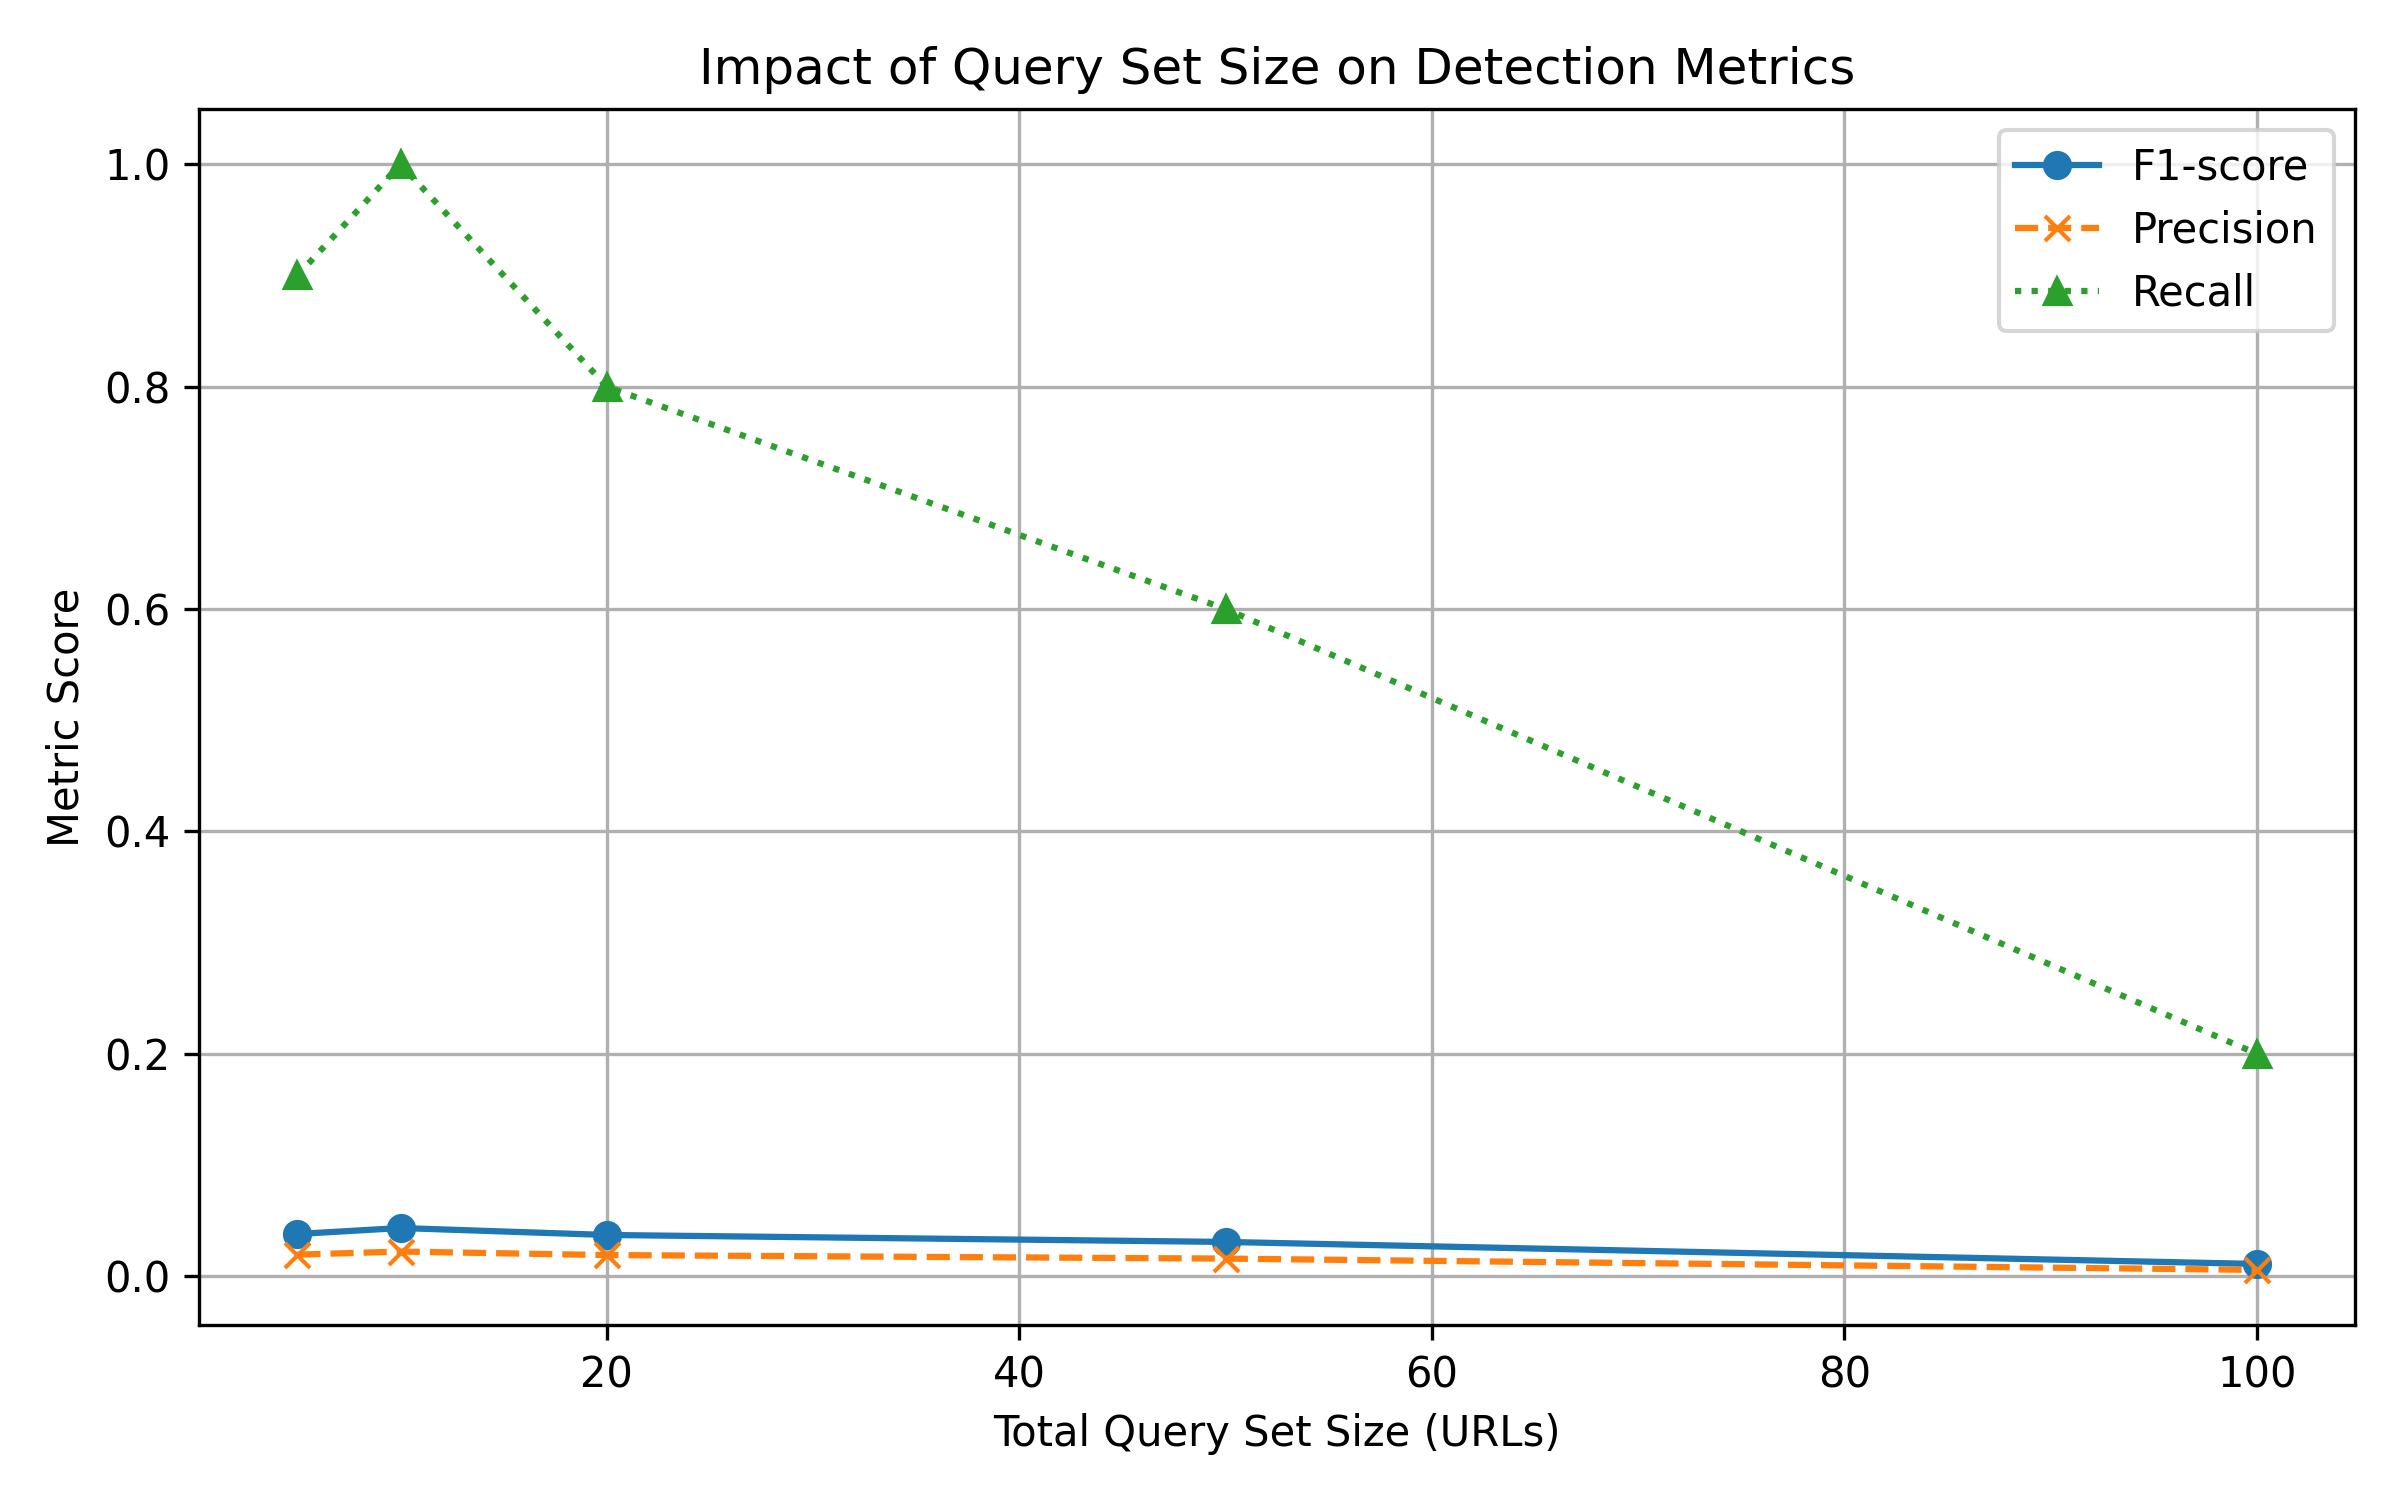 Impact of Query Set Size on Detection Metrics
1.0
0.8
0.6
0.4
0.2
0.0
Metric Score
F1-score
Precision
Recall
20 40 60 80 100
Total Query Set Size (URLs)